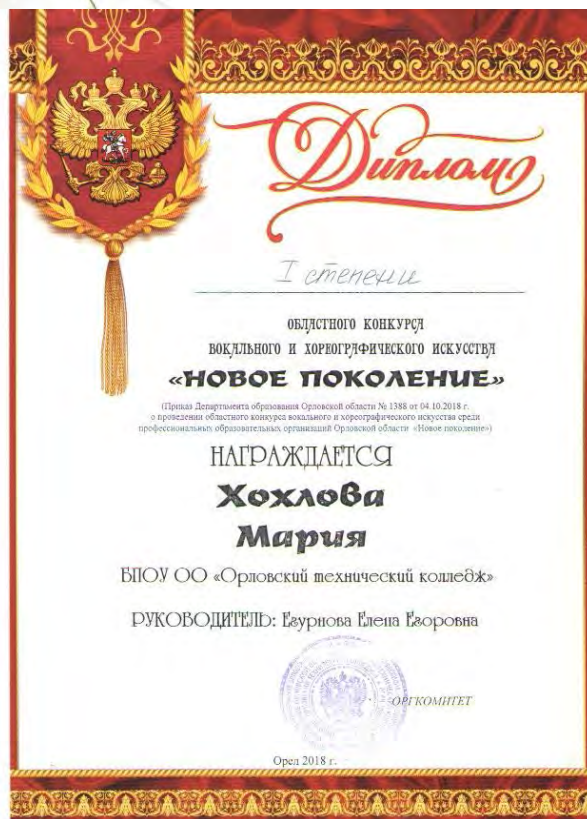 Диплом
I степени
ОБЛАСТНОГО КОНКУРСА
ВОКАЛЬНОГО И ХОРЕОГРАФИЧЕСКОГО ИСКУССТВА
«НОВОЕ ПОКОЛЕНИЕ»
(Приказ Департамента образования Орловской области № 1388 от 04.10.2018 г.
о проведении областного конкурса вокального и хореографического искусства среди
профессиональных образовательных организаций Орловской области «Новое поколение»)
НАГРАЖДАЕТСЯ
Хохлова
Мария
БПОУ ОО «Орловский технический колледж»
РУКОВОДИТЕЛЬ: Егурнова Елена Егоровна
ОРГКОМИТЕТ
Орел 2018 г.